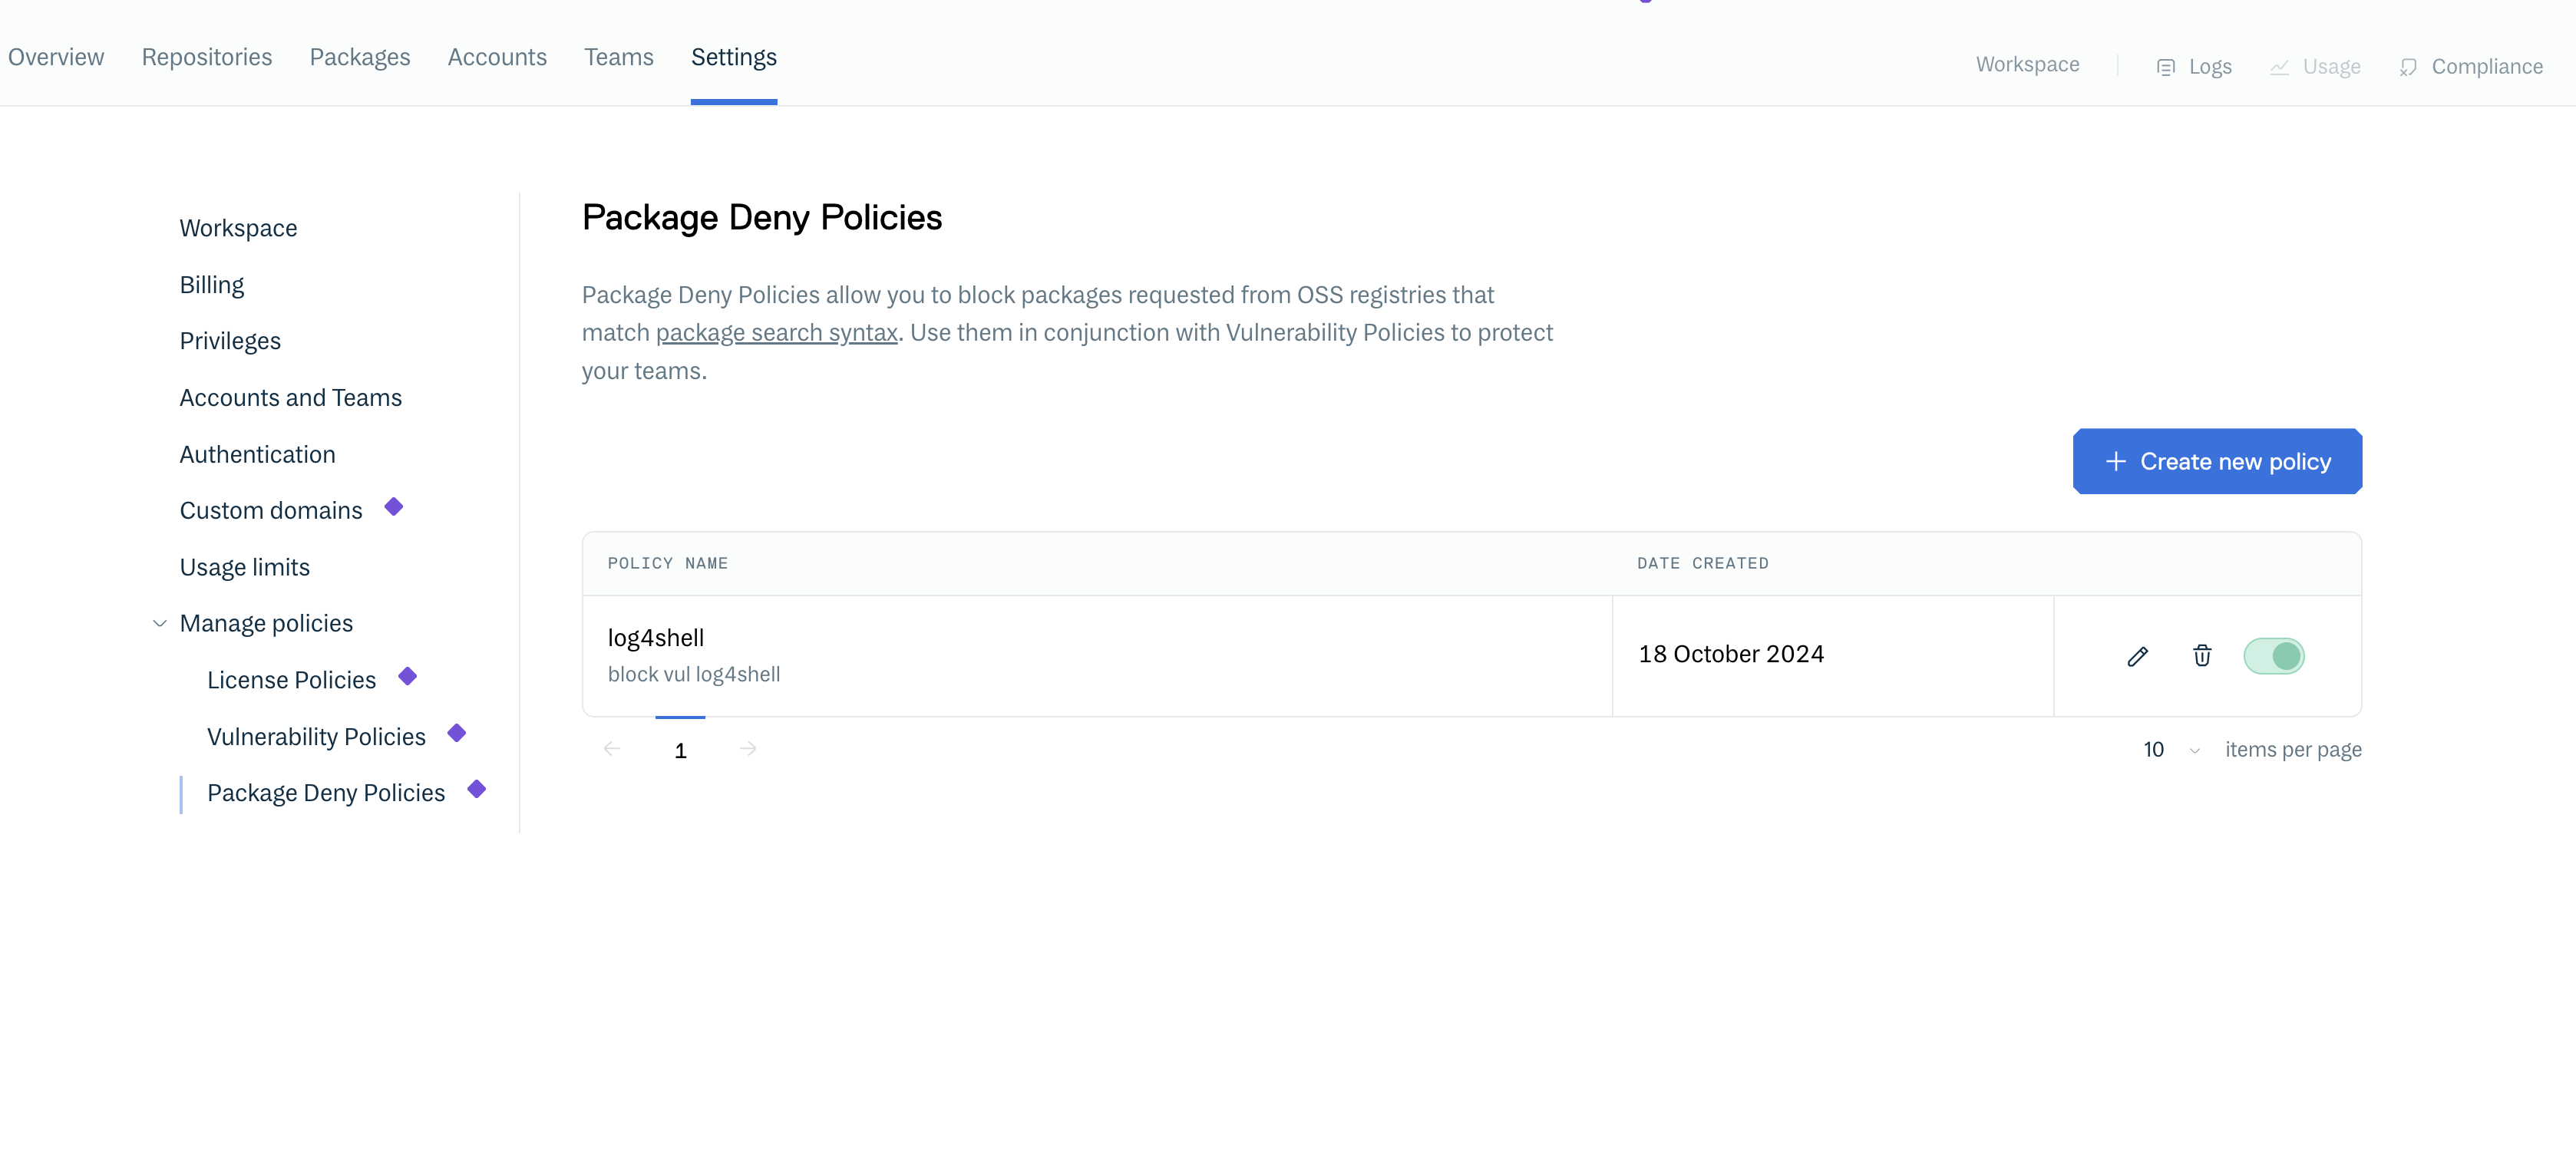 Overview Repositories Packages Accounts Teams Settings Workspace Logs Usage Compliance
Workspace
Billing
Privileges
Accounts and Teams
Authentication
Custom domains
Usage limits
Manage policies
License Policies
Vulnerability Policies
Package Deny Policies
Package Deny Policies
Package Deny Policies allow you to block packages requested from OSS registries that
match package search syntax. Use them in conjunction with Vulnerability Policies to protect
your teams.
Create new policy
POLICY NAME DATE CREATED
log4shell
block vul log4shell
18 October 2024
1
10 items per page